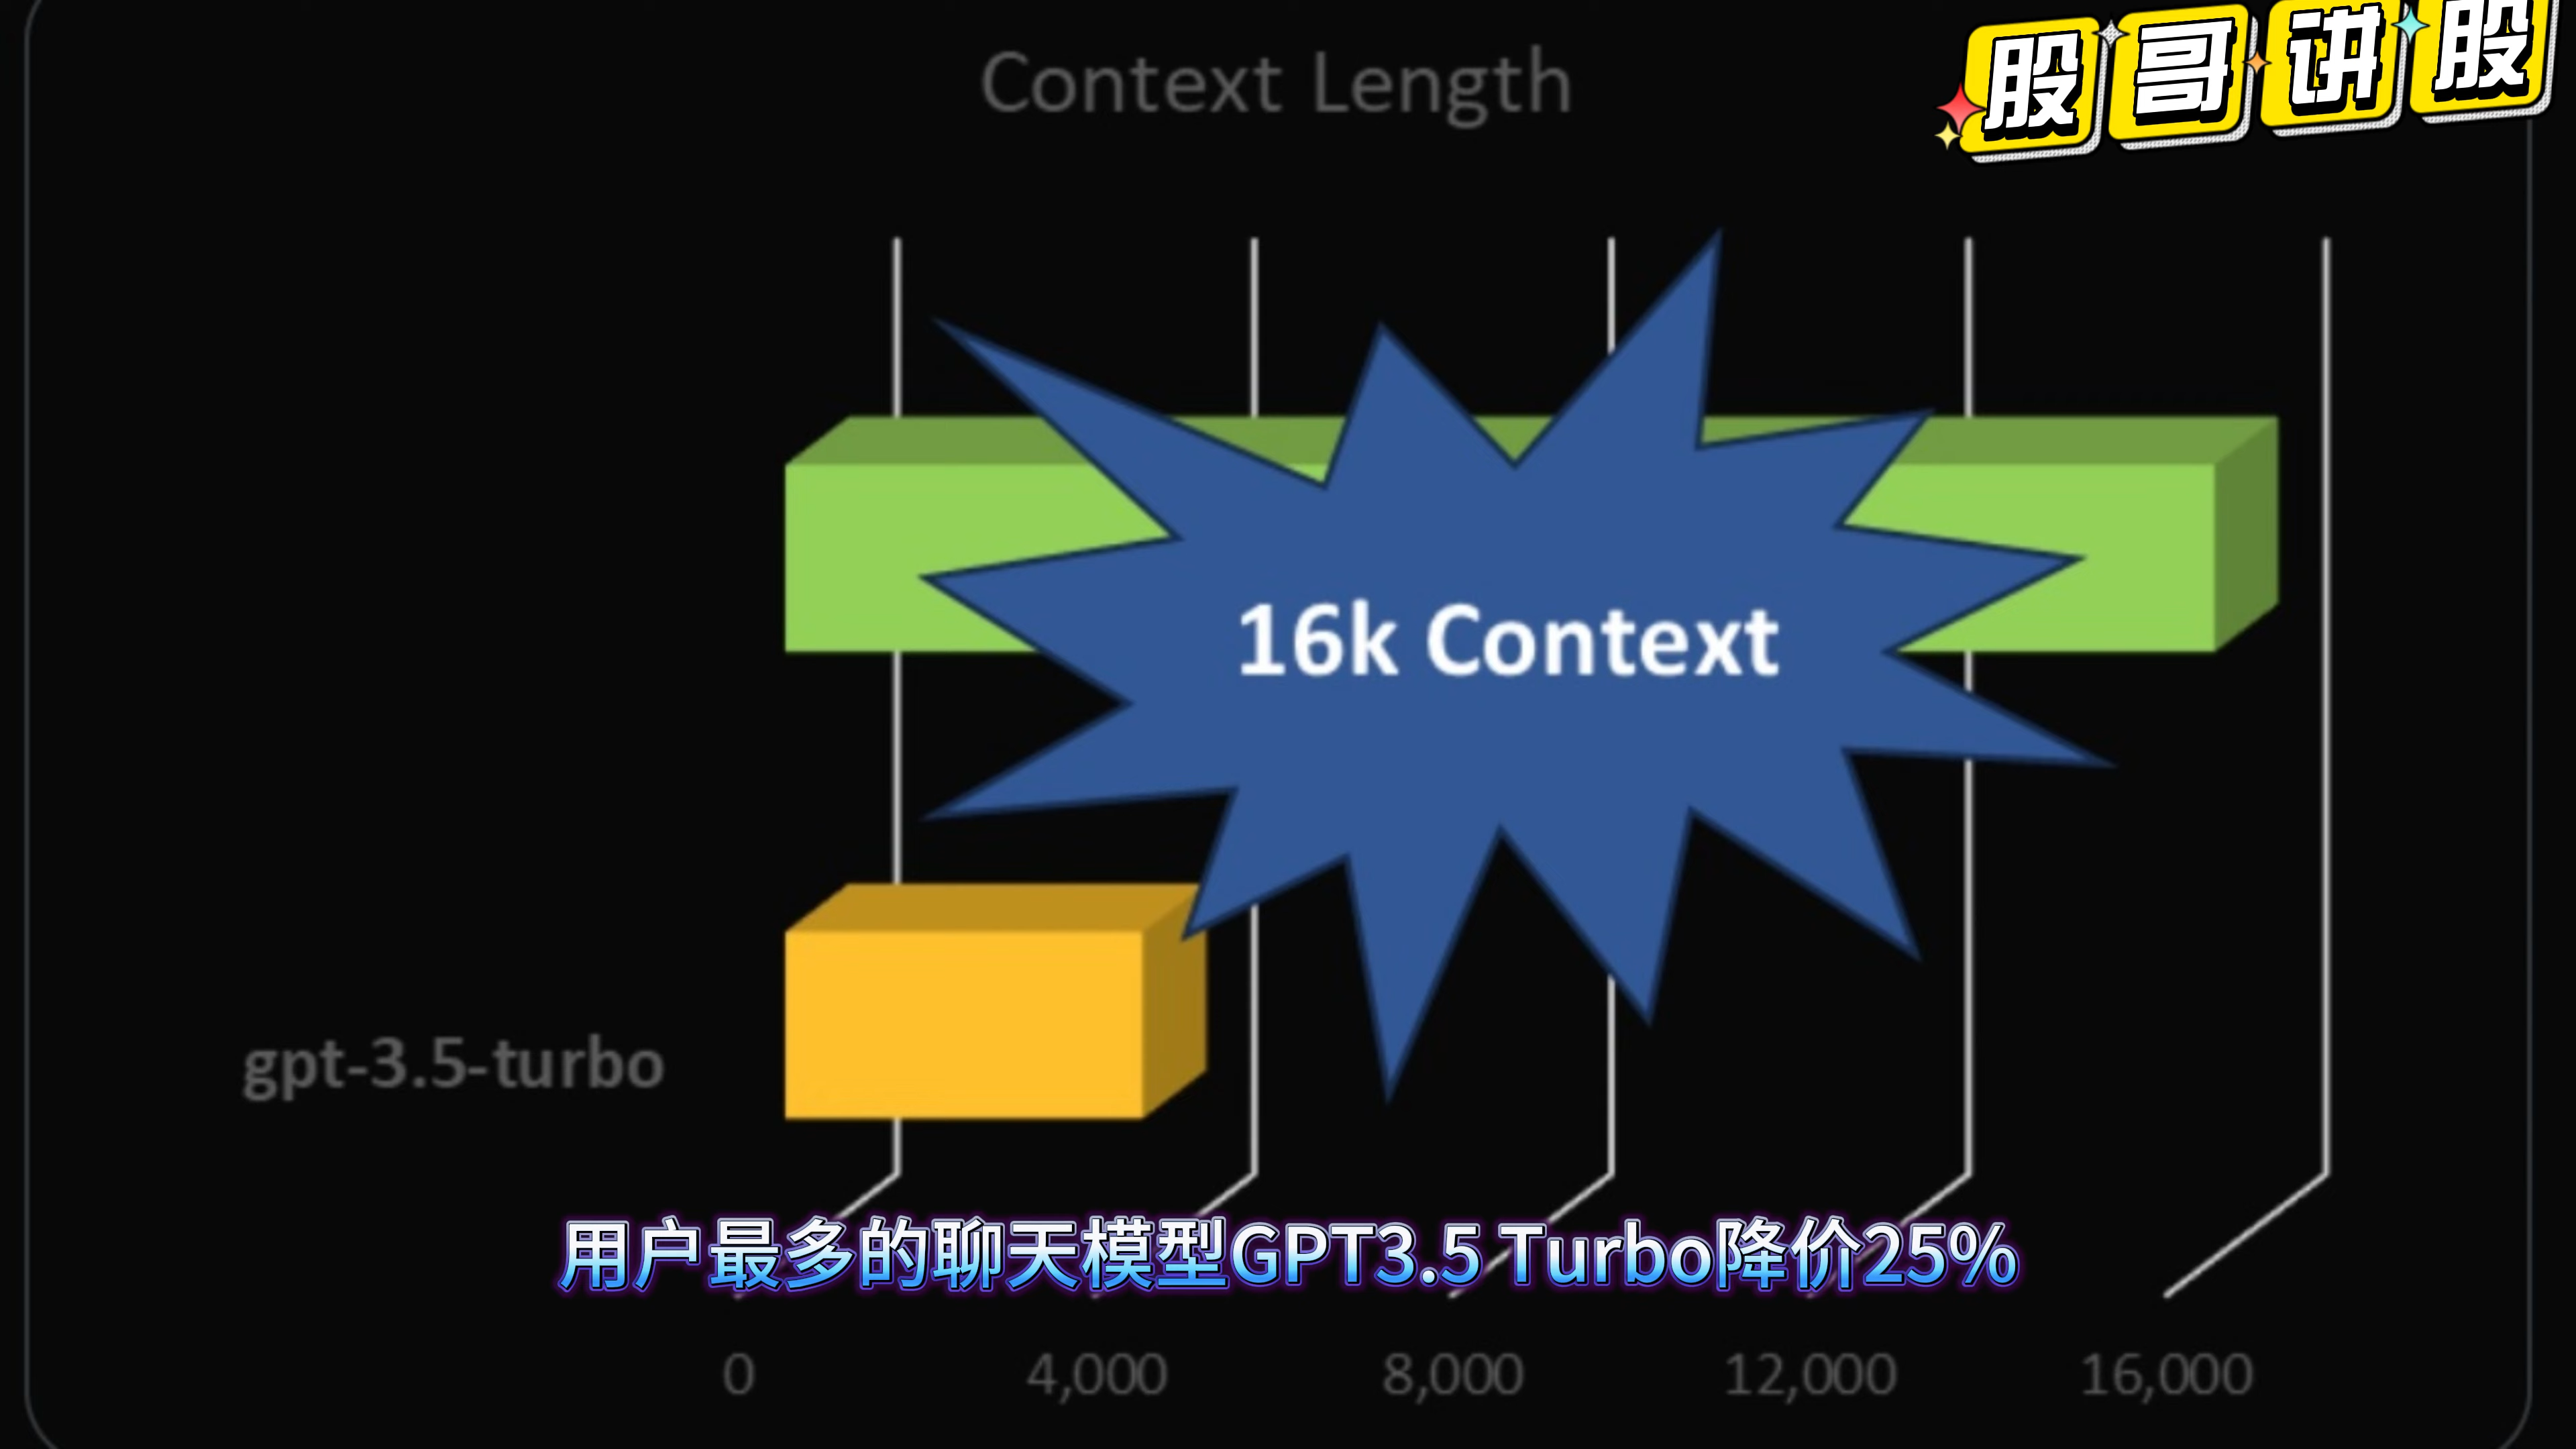 股哥讲股
Context Length
16k Context
gpt-3.5-turbo
用户最多的聊天模型GPT3.5 Turbo降价25%
0 4,000 8,000 12,000 16,000